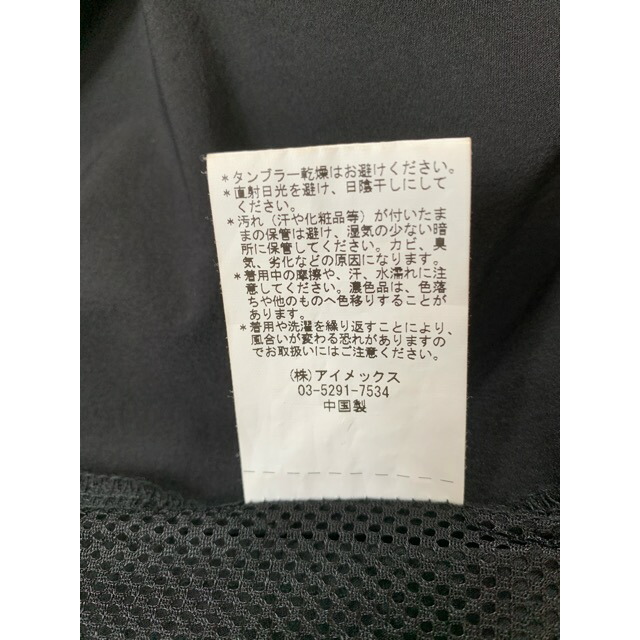 *タンブラー乾燥はお避けください。
*直射日光を避け、日陰干しにして
ください。
*汚れ（汗や化粧品等）が付いたま
まの保管は避け、湿気の少ない暗
所に保管してください。カビ、臭
気、劣化などの原因になります。
*着用中の摩擦や、汗、水濡れに注
意してください。濃色品は、色落
ちや他のものへ色移りすることが
あります。
*着用や洗濯を繰り返すことにより、
風合いが変わる恐れがありますの
でお取扱いにはご注意ください。
(株)アイメックス
03-5291-7534
中国製